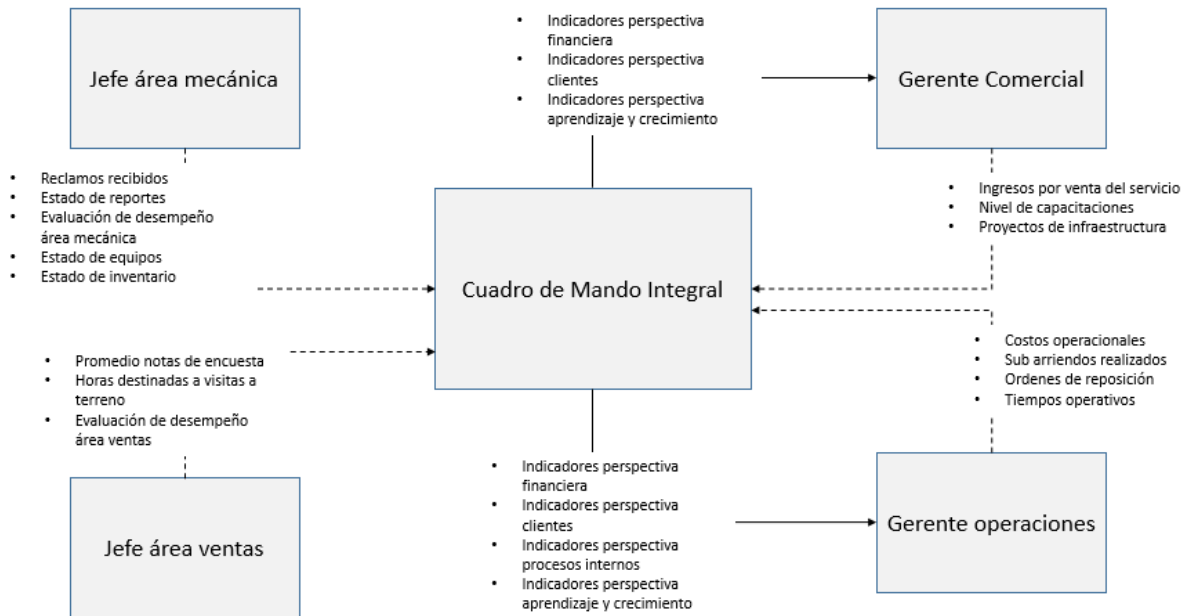 Jefe área mecánica
• Indicadores perspectiva
financiera
• Indicadores perspectiva
clientes
• Indicadores perspectiva
aprendizaje y crecimiento
Gerente Comercial
• Reclamos recibidos
• Estado de reportes
• Evaluación de desempeño
área mecánica
• Estado de equipos
• Estado de inventario
• Ingresos por venta del servicio
• Nivel de capacitaciones
• Proyectos de infraestructura
Cuadro de Mando Integral
• Promedio notas de encuesta
• Horas destinadas a visitas a
terreno
• Evaluación de desempeño
área ventas
• Costos operacionales
• Sub arriendos realizados
• Ordenes de reposición
• Tiempos operativos
Jefe área ventas
• Indicadores perspectiva
financiera
• Indicadores perspectiva
clientes
• Indicadores perspectiva
procesos internos
• Indicadores perspectiva
aprendizaje y crecimiento
Gerente operaciones